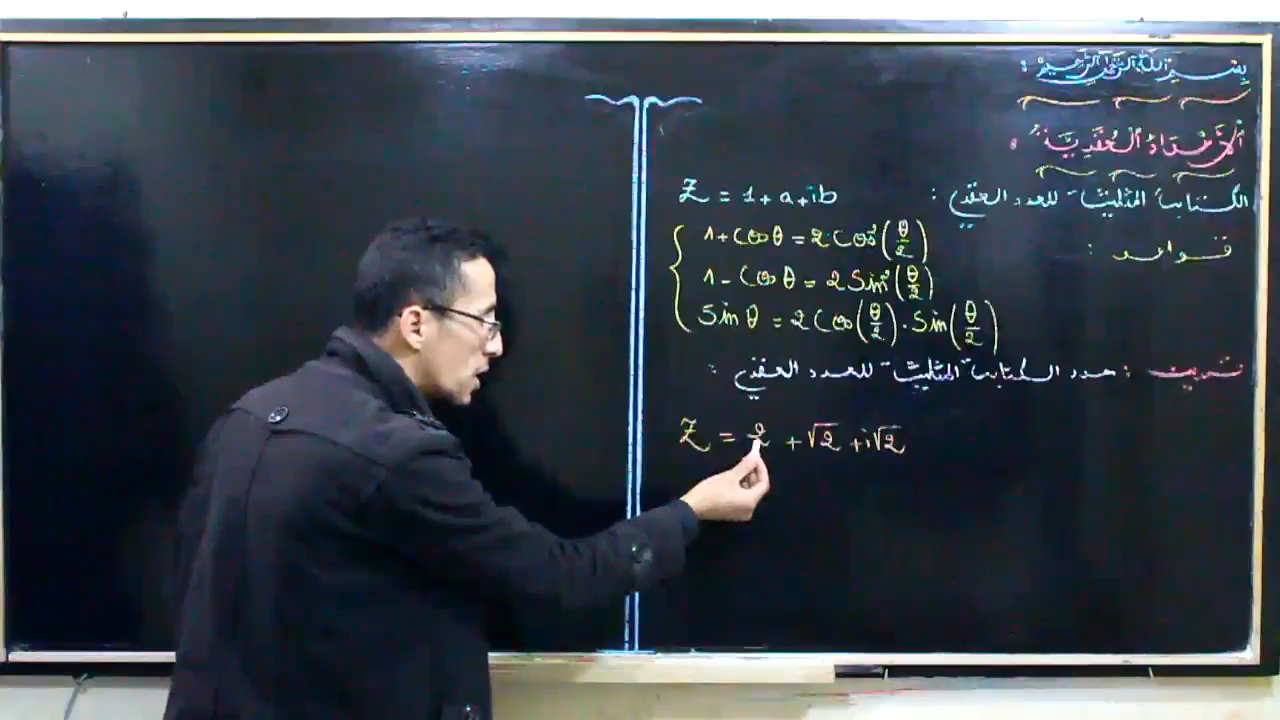 بسم الله الرحمن الرحيم :
الأعداد العقدية :
الكتابة المثلثية للعدد العقدي : Z = 1 + a + ib
قواعد :
1 + Cos θ = 2 Cos²(θ/2)
1 - Cos θ = 2 Sin²(θ/2)
Sin θ = 2 Cos(θ/2) . Sin(θ/2)
تمرين : حدد الكتابة المثلثية للعدد العقدي :
Z = 2 + √2 + i√2